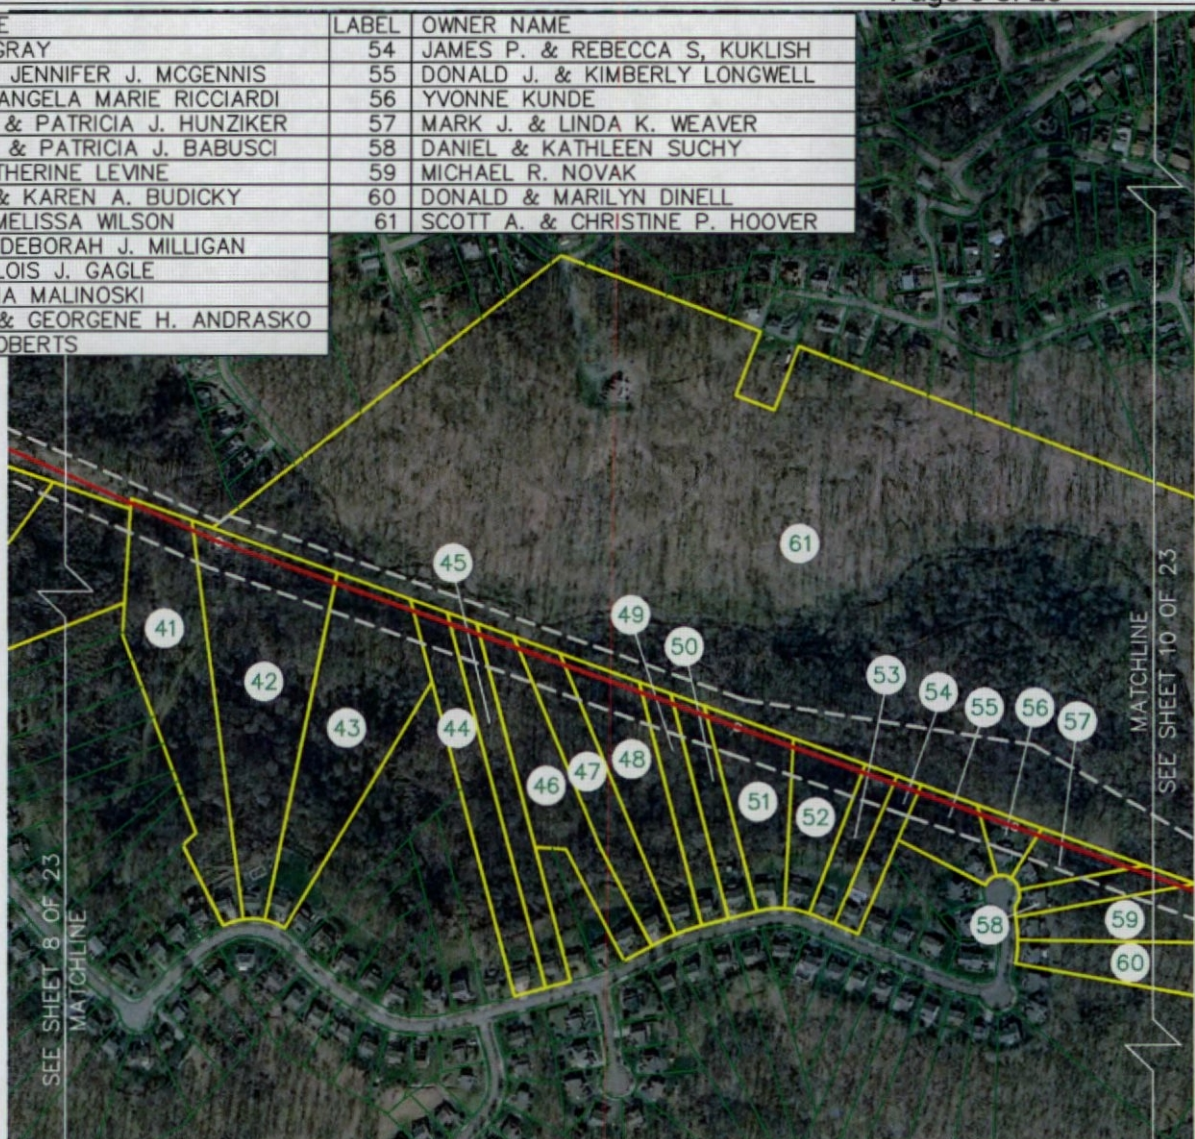 E
GRAY
JENNIFER J. MCGENNIS
ANGELA MARIE RICCIARDI
& PATRICIA J. HUNZIKER
& PATRICIA J. BABUSCI
THERINE LEVINE
& KAREN A. BUDICKY
MELISSA WILSON
DEBORAH J. MILLIGAN
LOIS J. GAGLE
IA MALINOSKI
& GEORGENE H. ANDRASKO
OBERTS
LABEL OWNER NAME
54 JAMES P. & REBECCA S, KUKLISH
55 DONALD J. & KIMBERLY LONGWELL
56 YVONNE KUNDE
57 MARK J. & LINDA K. WEAVER
58 DANIEL & KATHLEEN SUCHY
59 MICHAEL R. NOVAK
60 DONALD & MARILYN DINELL
61 SCOTT A. & CHRISTINE P. HOOVER
61
45
49
50
41
42
43
44
46
47
48
51
52
53
54
55
56
57
58
59
60
SEE SHEET 8 OF 23
MATCHLINE
MATCHLINE
SEE SHEET 10 OF 23